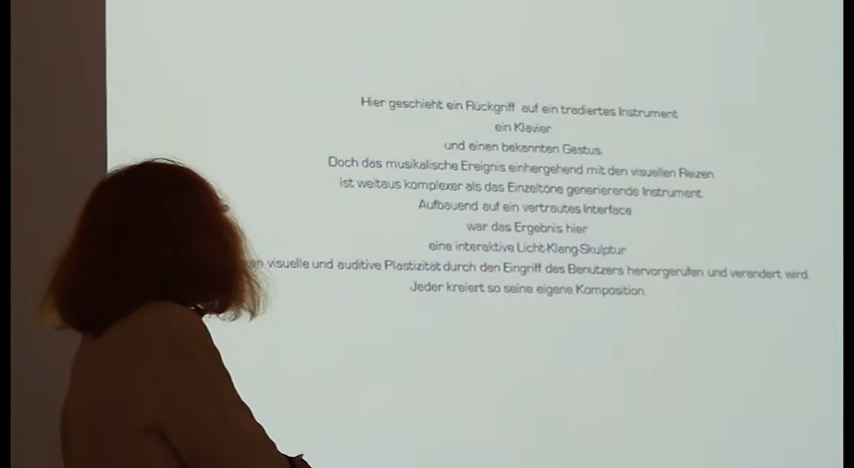 Hier geschieht ein Rückgriff auf ein tradiertes Instrument
ein Klavier
und einen bekannten Gestus.
Doch das musikalische Ereignis einhergehend mit den visuellen Reizen
ist weitaus komplexer als das Einzeltöne generierende Instrument.
Aufbauend auf ein vertrautes Interface
war das Ergebnis hier
eine interaktive Licht-Klang-Skulptur
visuelle und auditive Plastizität durch den Eingriff des Benutzers hervorgerufen und verändert wird.
Jeder kreiert so seine eigene Komposition.